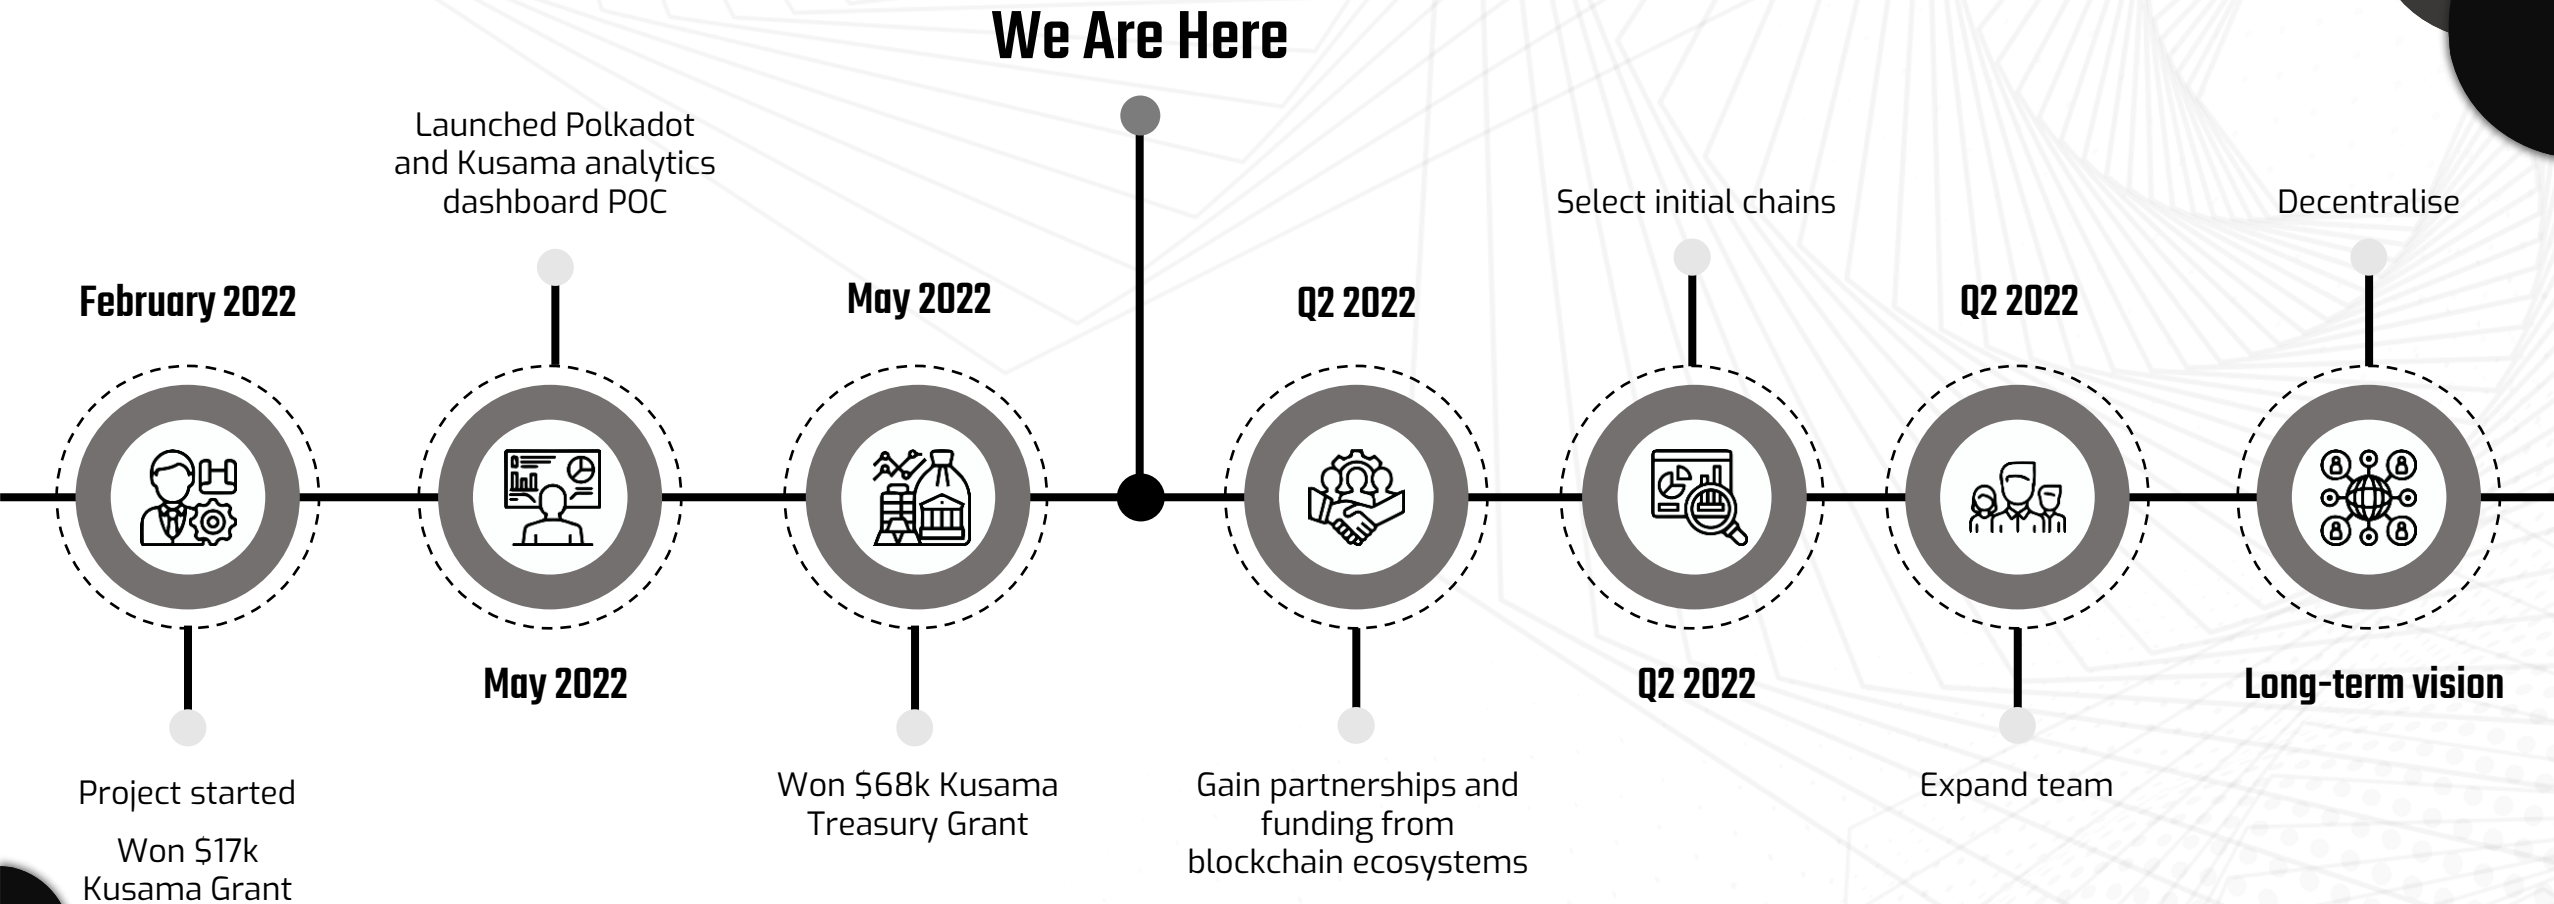 We Are Here
February 2022
Project started
Won $17k
Kusama Grant
Launched Polkadot
and Kusama analytics
dashboard POC
May 2022
May 2022
Won $68k Kusama
Treasury Grant
Q2 2022
Gain partnerships and
funding from
blockchain ecosystems
Select initial chains
Q2 2022
Q2 2022
Expand team
Decentralise
Long-term vision